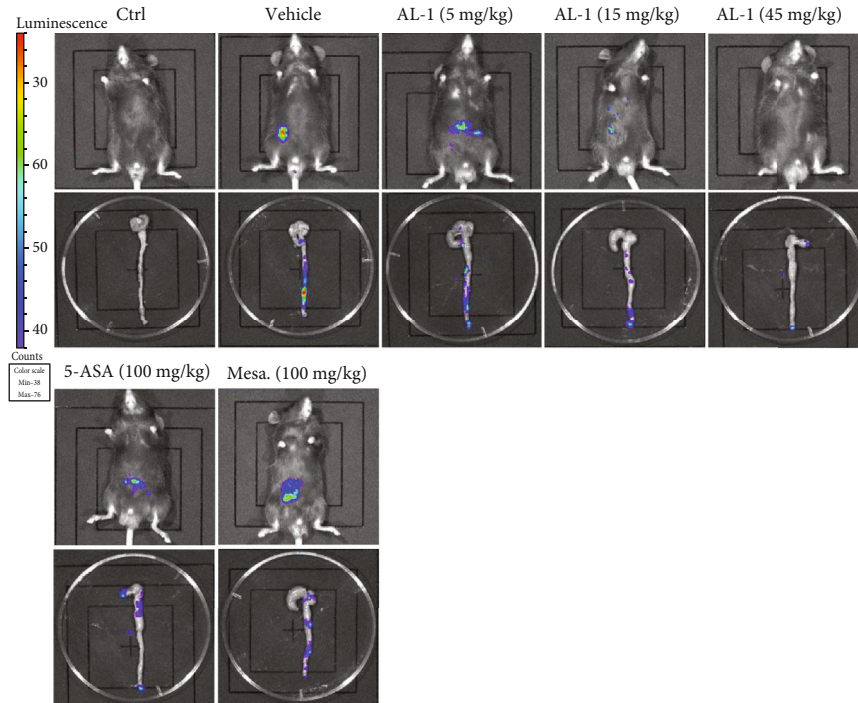 Ctrl
Vehicle
AL-1 (5 mg/kg)
AL-1 (15 mg/kg)
AL-1 (45 mg/kg)
Luminescence
30
60
50
40
Counts
Color scale
Min=38
Max=76
5-ASA (100 mg/kg)
Mesa. (100 mg/kg)